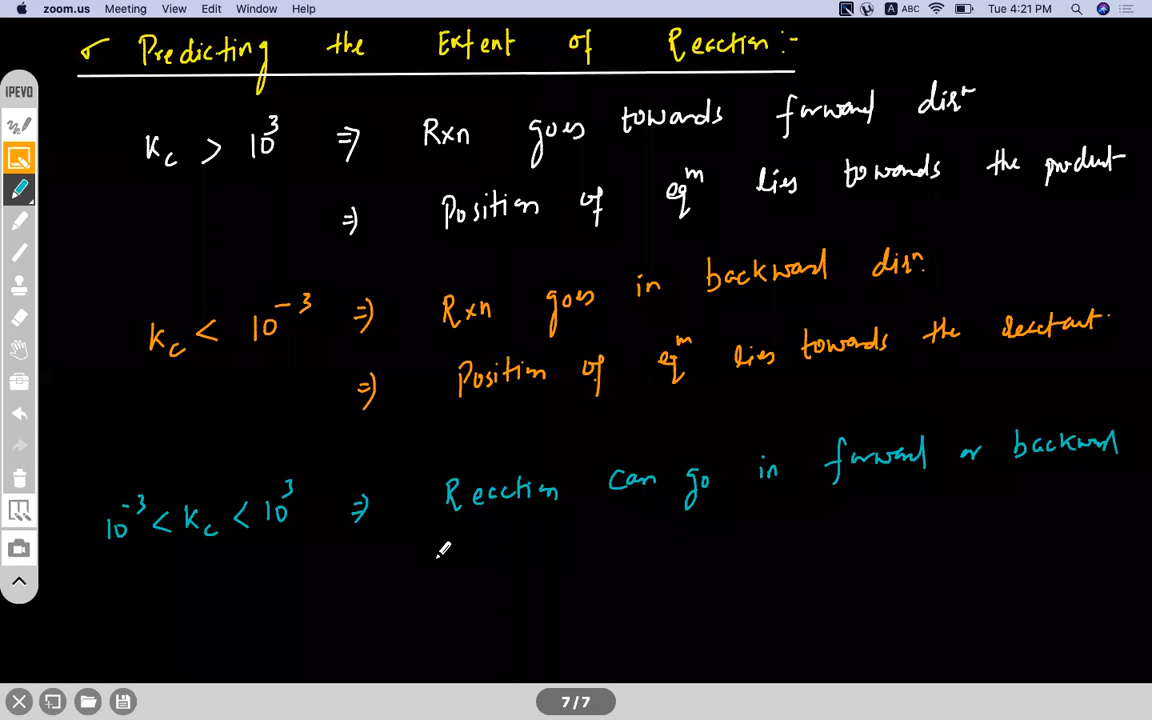 zoom.us Meeting View Edit Window Help ABC Tue 4:21 PM
Predicting the Extent of Reaction :-
IPEVO
Kc > 10^3 ⇒ Rxn goes towards forward dirⁿ
⇒ Position of eqᵐ lies towards the product
Kc < 10^-3 ⇒ Rxn goes in backward dirⁿ.
⇒ Position of eqᵐ lies towards the reactant.
10^-3 < Kc < 10^3 ⇒ Reaction can go in forward or backward
7/7